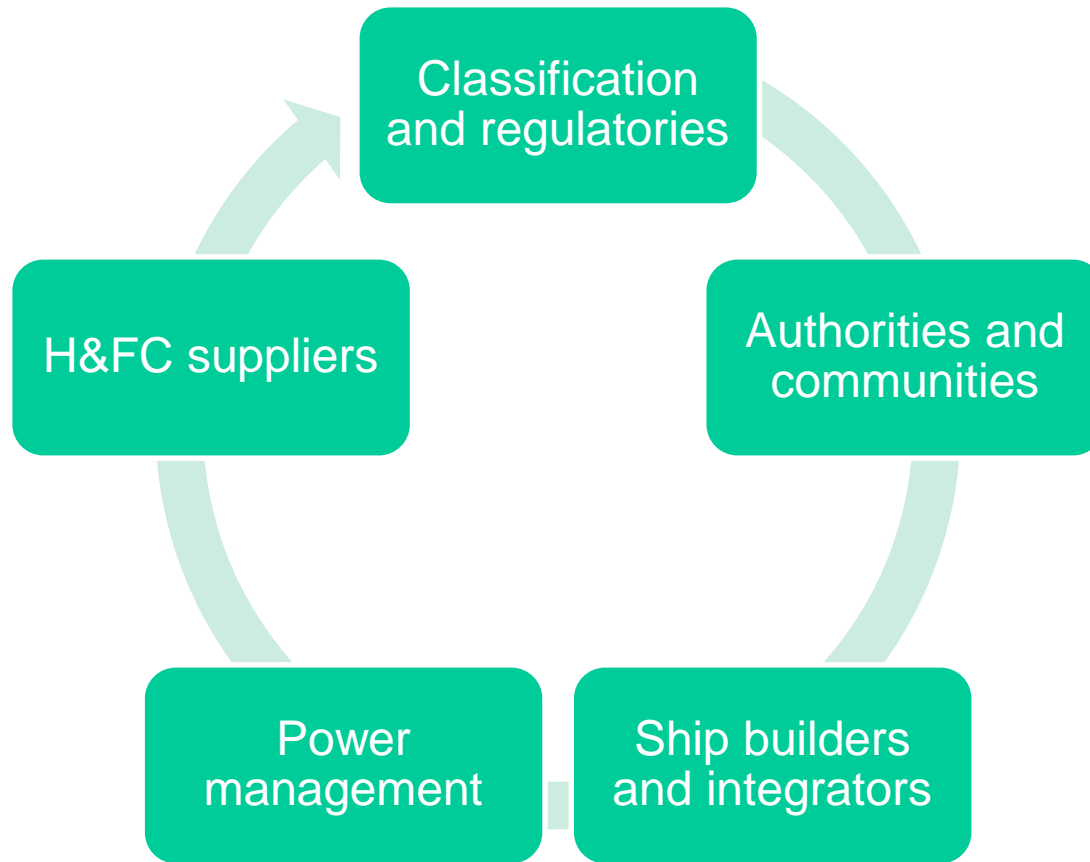 Classification
and regulatories
Authorities and
communities
Ship builders
and integrators
Power
management
H&FC suppliers